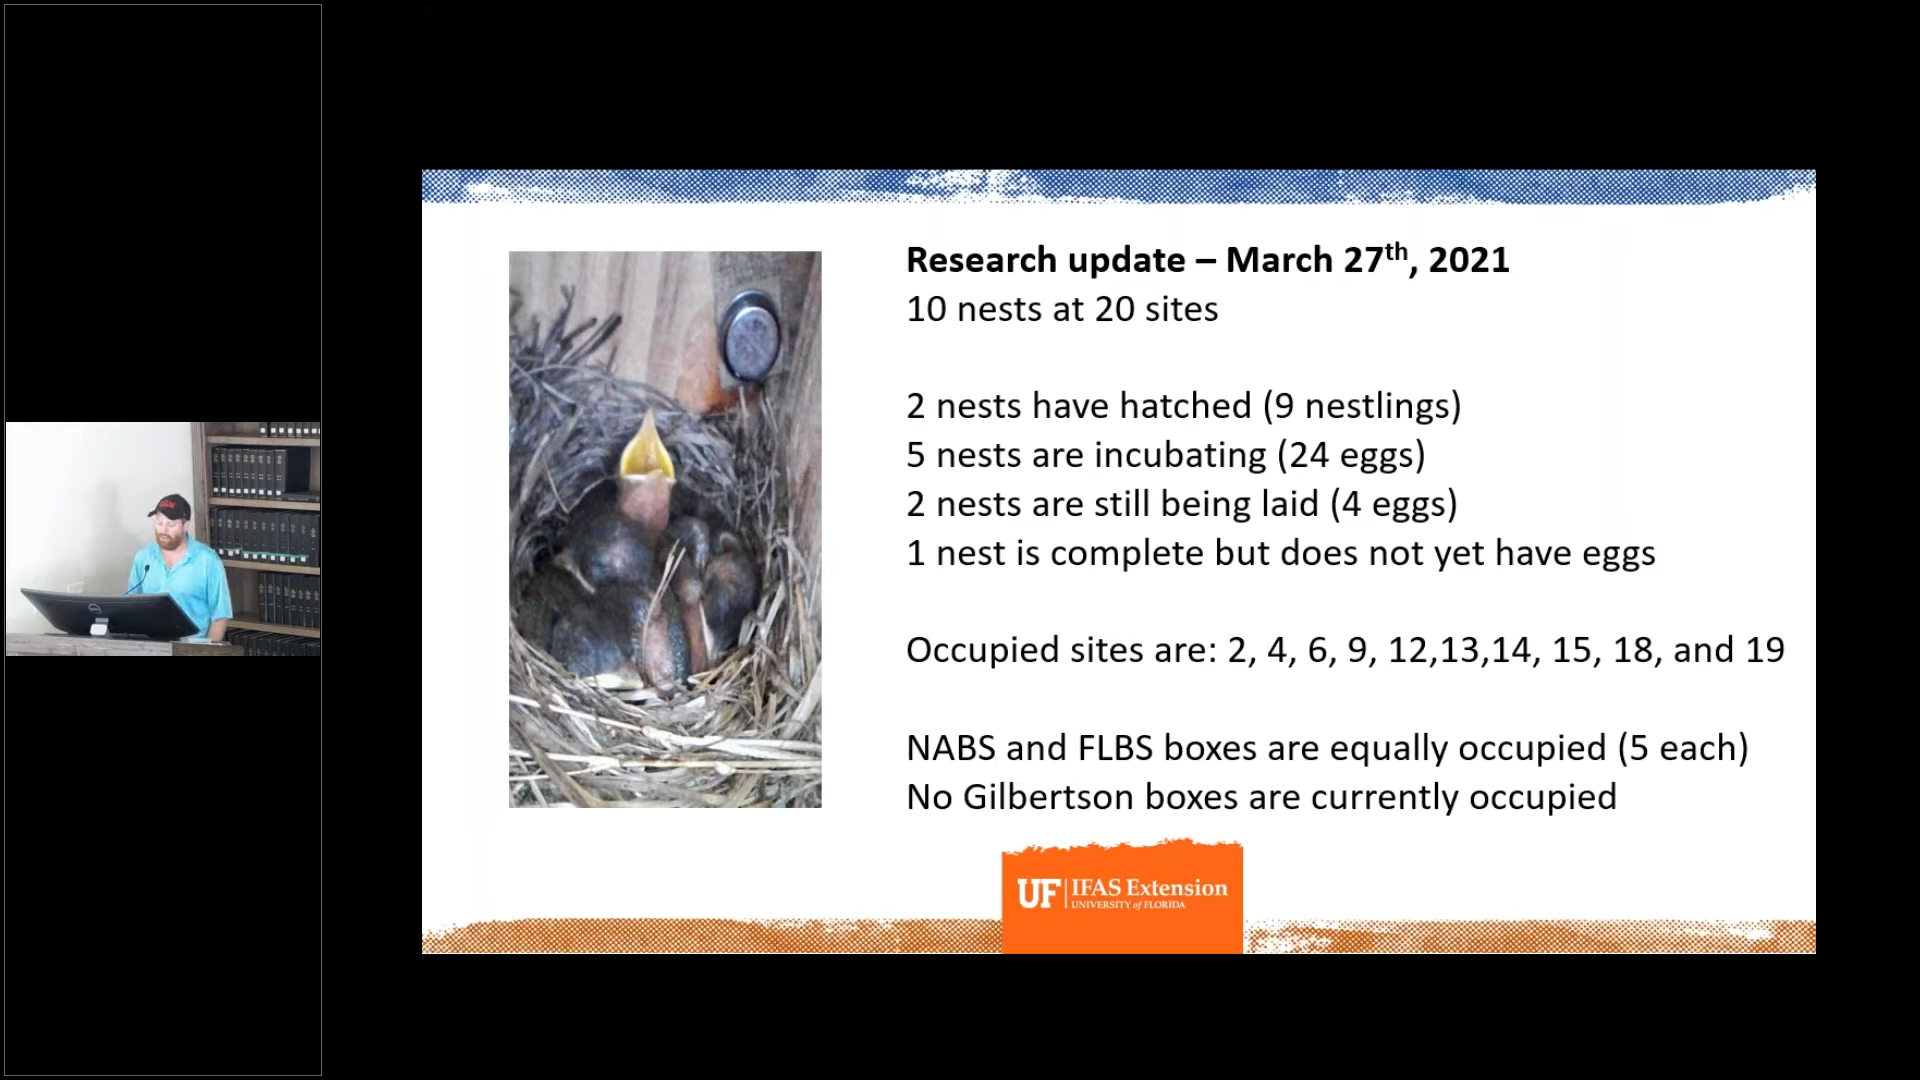 Research update – March 27th, 2021
10 nests at 20 sites
2 nests have hatched (9 nestlings)
5 nests are incubating (24 eggs)
2 nests are still being laid (4 eggs)
1 nest is complete but does not yet have eggs
Occupied sites are: 2, 4, 6, 9, 12,13,14, 15, 18, and 19
NABS and FLBS boxes are equally occupied (5 each)
No Gilbertson boxes are currently occupied
UF IFAS Extension
UNIVERSITY of FLORIDA